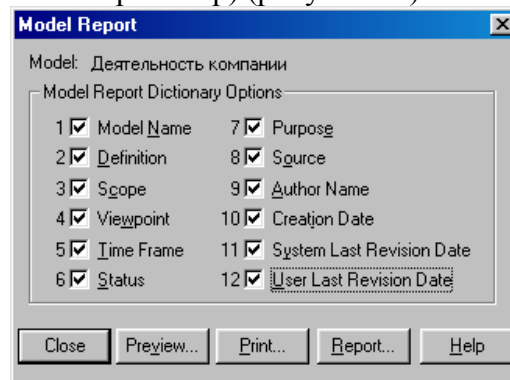 Model Report
Model: Деятельность компании
Model Report Dictionary Options
1 Model Name 7 Purpose
2 Definition 8 Source
3 Scope 9 Author Name
4 Viewpoint 10 Creation Date
5 Time Frame 11 System Last Revision Date
6 Status 12 User Last Revision Date
Close Preview... Print... Report... Help